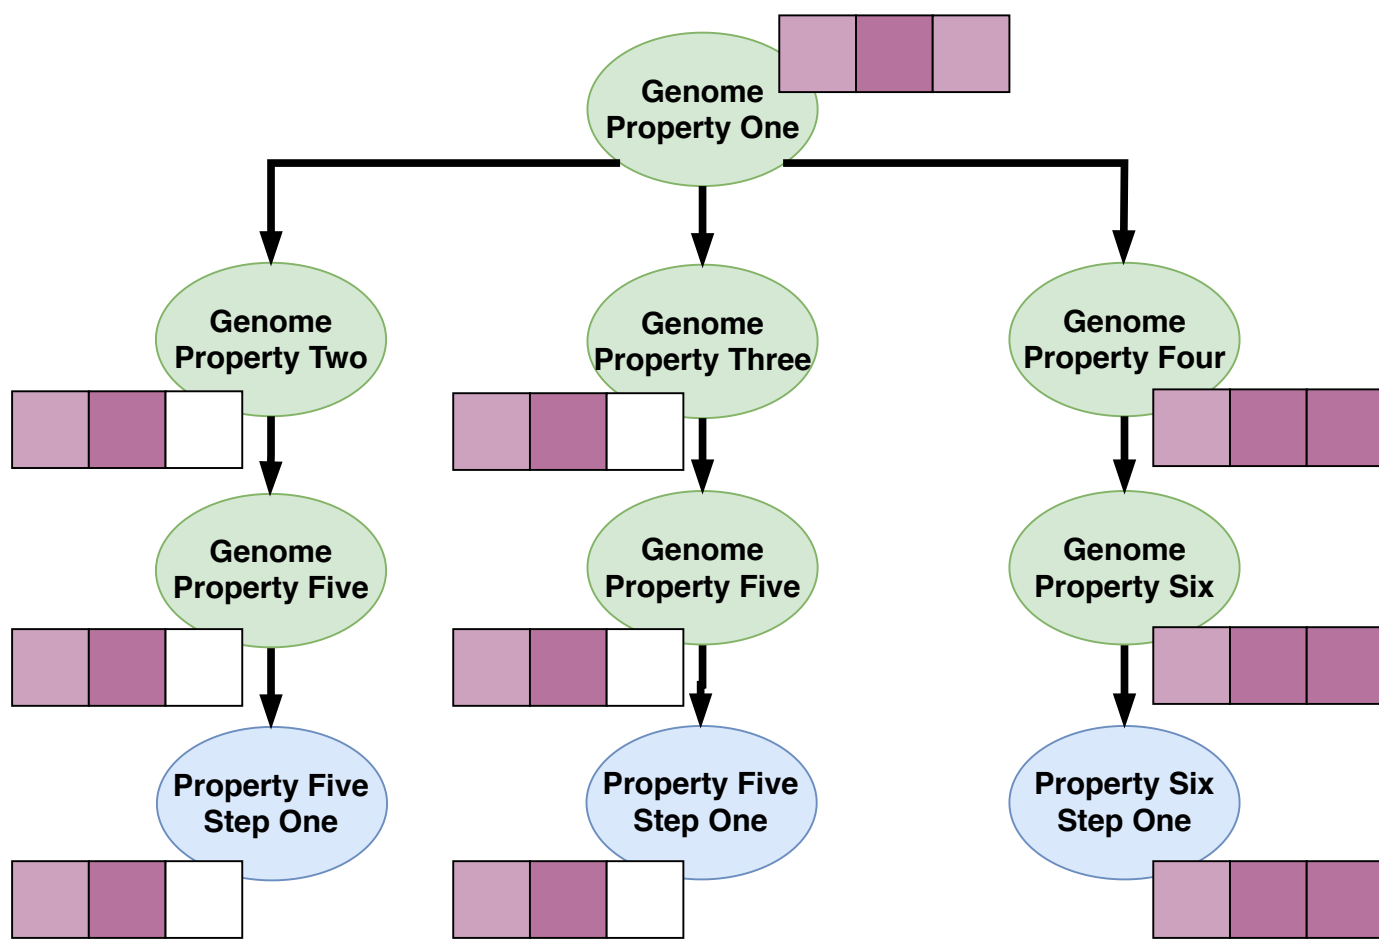 Genome
Property One
Genome
Property Two
Genome
Property Three
Genome
Property Four
Genome
Property Five
Genome
Property Five
Genome
Property Six
Property Five
Step One
Property Five
Step One
Property Six
Step One